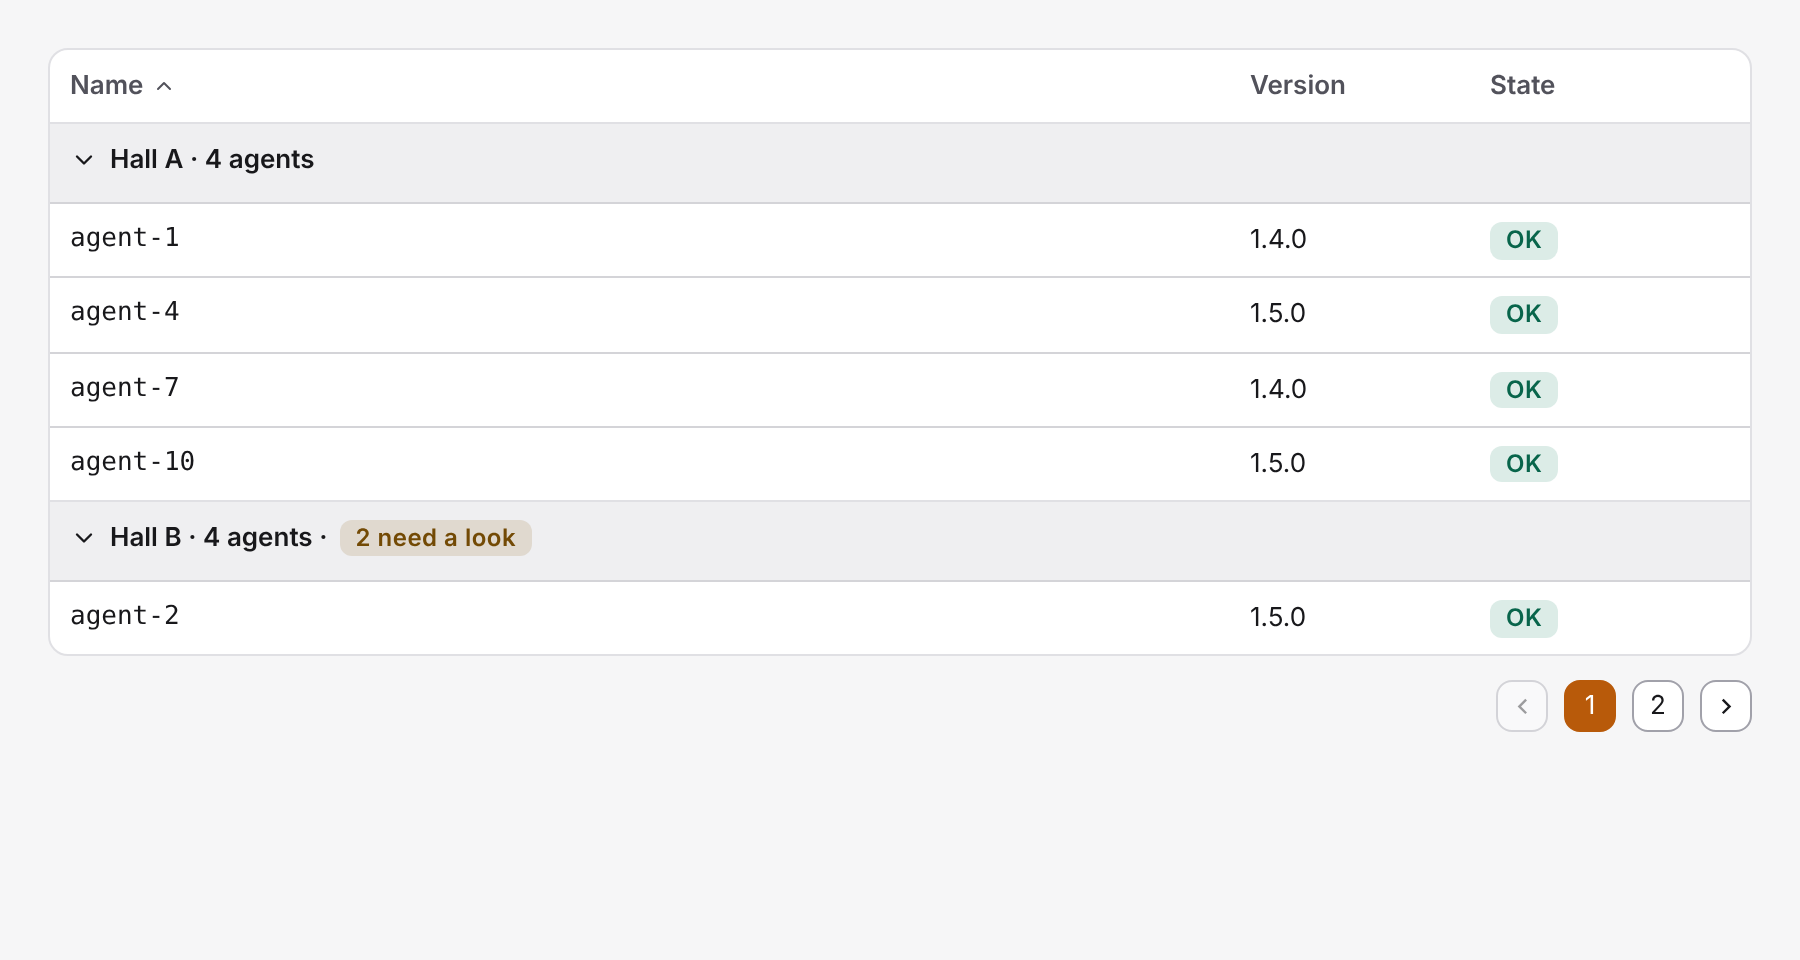 Name Version State
Hall A · 4 agents
agent-1 1.4.0 OK
agent-4 1.5.0 OK
agent-7 1.4.0 OK
agent-10 1.5.0 OK
Hall B · 4 agents · 2 need a look
agent-2 1.5.0 OK
1 2